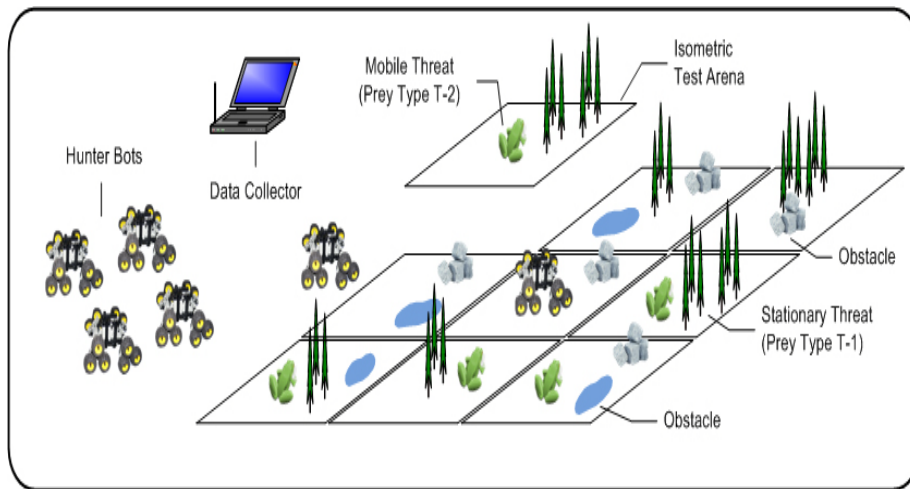 Isometric
Test Arena
Mobile Threat
(Prey Type T-2)
Hunter Bots
Data Collector
Obstacle
Stationary Threat
(Prey Type T-1)
Obstacle